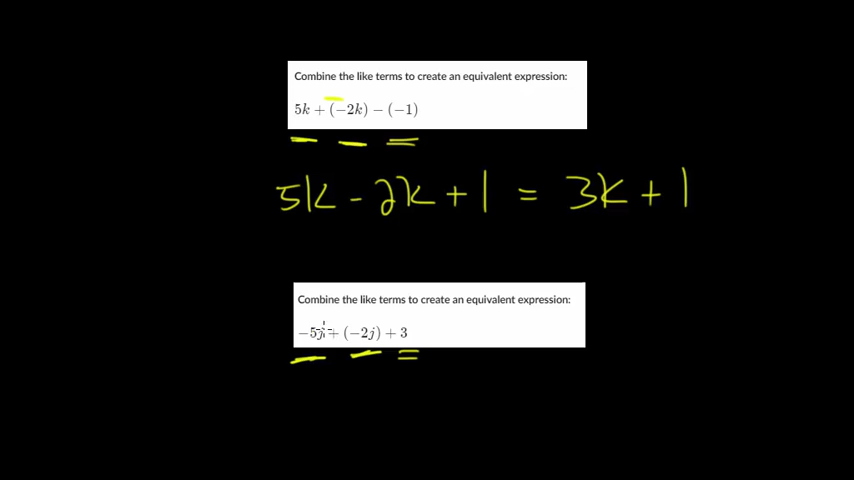 Combine the like terms to create an equivalent expression:
5k + (−2k) − (−1)
5k - 2k + 1 = 3k + 1
Combine the like terms to create an equivalent expression:
−5j + (−2j) + 3